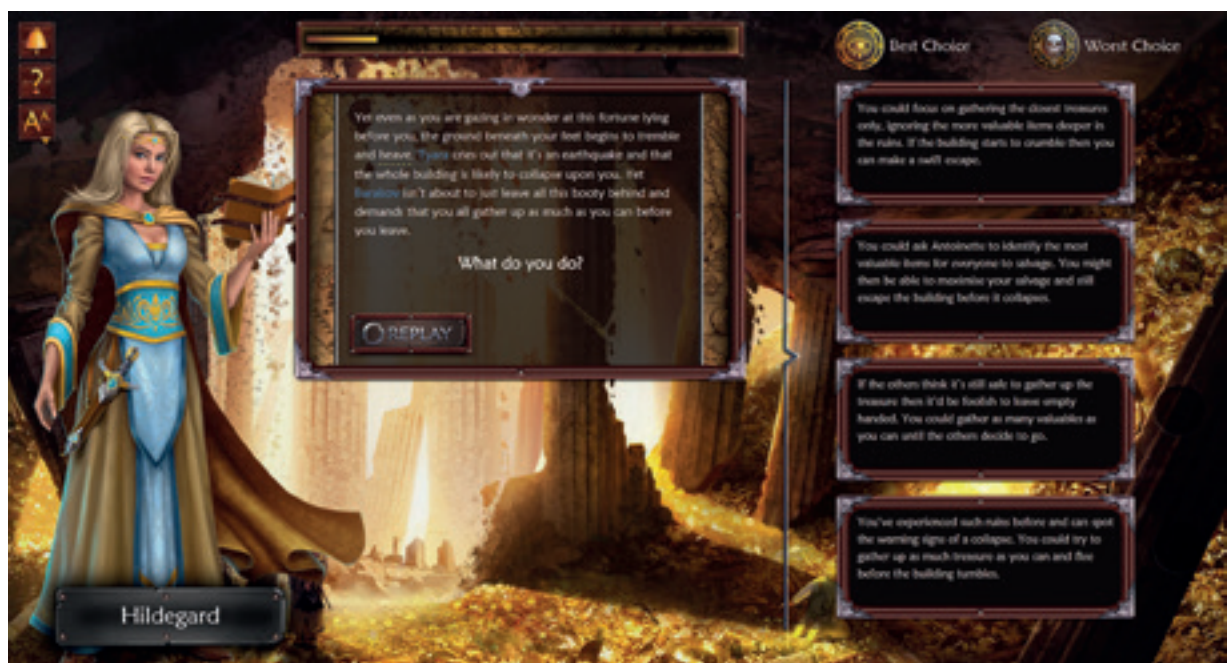 ?
AA
Best Choice
Worst Choice
Yet even as you are gazing in wonder at this fortune lying
before you, the ground beneath your feet begins to tremble
and heave. Tyara cries out that it's an earthquake and that
the whole building is likely to collapse upon you. Yet
isn't about to just leave all this booty behind and
demands that you all gather up as much as you can before
you leave.
What do you do?
REPLAY
You could focus on gathering the closest treasures
only, ignoring the more valuable items deeper in
the ruins. If the building starts to crumble then you
can make a swift escape.
You could ask Antoinette to identify the most
valuable items for everyone to salvage. You might
then be able to maximise your salvage and still
escape the building before it collapses.
If the others think it's still safe to gather up the
treasure then it'd be foolish to leave empty
handed. You could gather as many valuables as
you can until the others decide to go.
You've experienced such ruins before and can spot
the warning signs of a collapse. You could try to
gather up as much treasure as you can and flee
before the building tumbles.
Hildegard